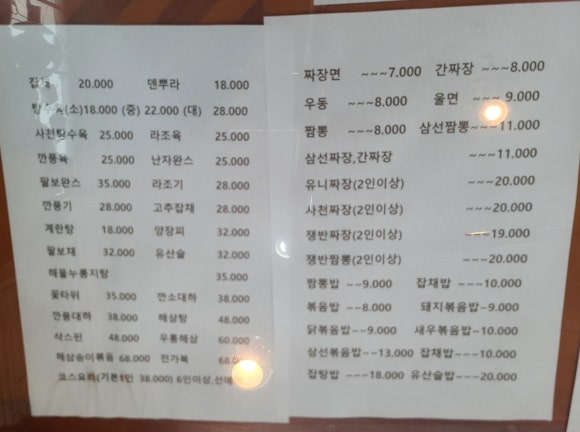 잡채 20.000 덴뿌라 18.000
탕수육(소)18.000 (중) 22.000 (대) 28.000
사천탕수육 25.000 라조육 25.000
깐풍육 25.000 난자완스 25.000
팔보완스 35.000 라조기 28.000
깐풍기 28.000 고추잡채 28.000
계란탕 18.000 양장피 32.000
팔보채 32.000 유산슬 32.000
해물누룽지탕 35.000
꽃타위 35.000 깐소대하 38.000
깐풍대하 38.000 해삼탕 48.000
삭스핀 48.000 우룡해삼 60.000
해삼송이볶음 68.000 전가복
코스요리(기본1인 38.000) 6인이상,선예
짜장면 ~~~7.000 간짜장 ~~~8.000
우동 ~~~8.000 울면 ~~~ 9.000
짬뽕 ~~~8.000 삼선짬뽕~~~11.000
삼선짜장,간짜장 ~~~11.000
유니짜장(2인이상) ~~~20.000
사천짜장(2인이상) ~~~20.000
쟁반짜장(2인이상) ~~~19.000
쟁반짬뽕(2인이상) ~~~20.000
짬뽕밥 ~~9.000 잡채밥 ~~~10.000
볶음밥 ~~8.000 돼지볶음밥~9.000
닭볶음밥~~9.000 새우볶음밥~10.000
삼선볶음밥~~13.000 잡채밥~~~10.000
잡탕밥 ~~~18.000 유산슬밥~~~20.000